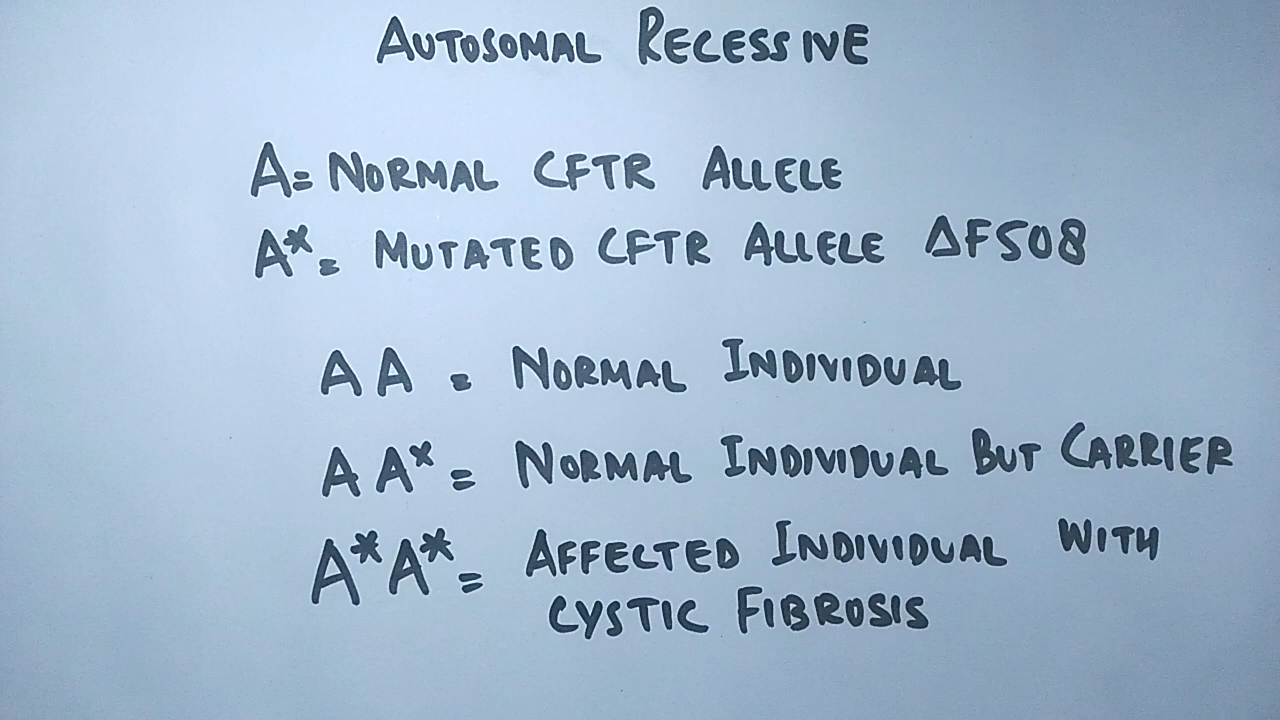 AUTOSOMAL RECESSIVE
A= NORMAL CFTR ALLELE
A*= MUTATED CFTR ALLELE ΔF508
AA = NORMAL INDIVIDUAL
AA* = NORMAL INDIVIDUAL BUT CARRIER
A*A* = AFFECTED INDIVIDUAL WITH
CYSTIC FIBROSIS